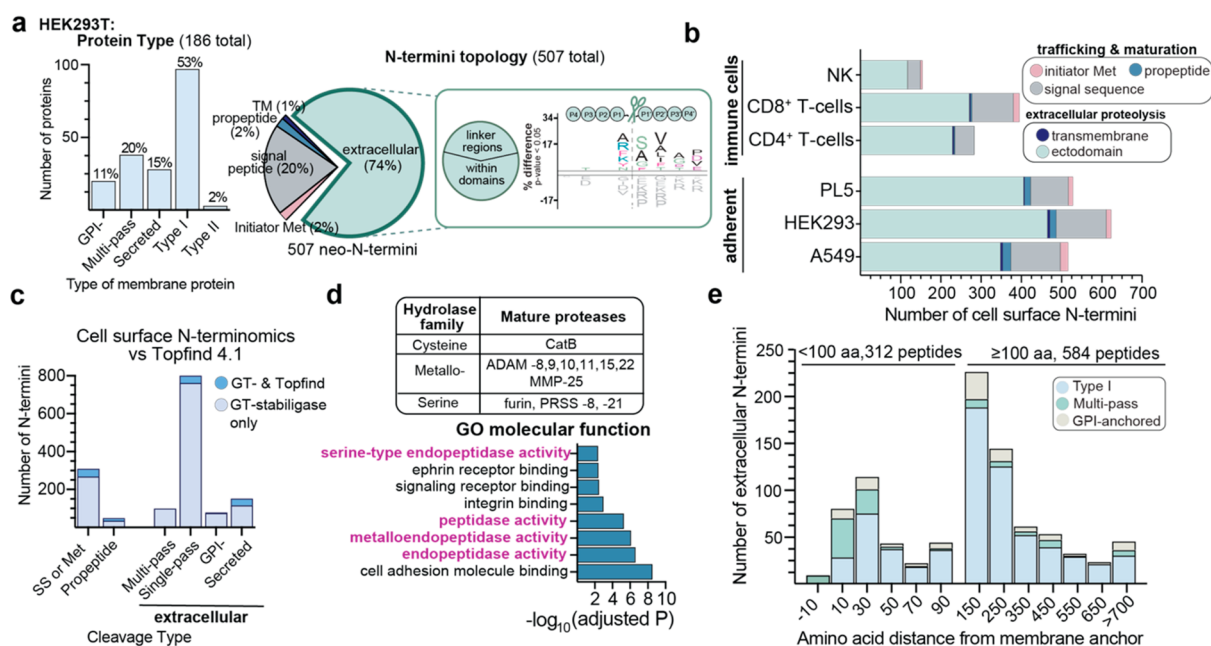 a HEK293T:
Protein Type (186 total)
Number of proteins
100
50
11%
20%
15%
53%
2%
GPI-
Multi-pass
Secreted
Type I
Type II
Type of membrane protein
N-termini topology (507 total)
TM (1%)
propeptide
(2%)
signal
peptide (20%)
extracellular
(74%)
Initiator Met (2%)
507 neo-N-termini
linker
regions
within
domains
% difference
p-value < 0.05
34
17
-17
P4 P3 P2 P1 P1' P2' P3' P4'
b
immune cells
adherent
NK
CD8+ T-cells
CD4+ T-cells
PL5
HEK293
A549
100 200 300 400 500 600 700
Number of cell surface N-termini
trafficking & maturation
initiator Met propeptide
signal sequence
extracellular proteolysis
transmembrane
ectodomain
c
Cell surface N-terminomics
vs Topfind 4.1
Number of N-termini
800
600
400
200
GT- & Topfind
GT-stabiligase
only
SS or Met
Propeptide
Multi-pass
Single-pass
GPI-
Secreted
extracellular
Cleavage Type
d
Hydrolase family Mature proteases
Cysteine CatB
Metallo- ADAM -8,9,10,11,15,22
MMP-25
Serine furin, PRSS -8, -21
GO molecular function
serine-type endopeptidase activity
ephrin receptor binding
signaling receptor binding
integrin binding
peptidase activity
metalloendopeptidase activity
endopeptidase activity
cell adhesion molecule binding
2 4 6 8 10
-log10(adjusted P)
e
Number of extracellular N-termini
250
200
150
100
50
<100 aa,312 peptides
≥100 aa, 584 peptides
Type I
Multi-pass
GPI-anchored
-10 10 30 50 70 90 150 250 350 450 550 650 >700
Amino acid distance from membrane anchor